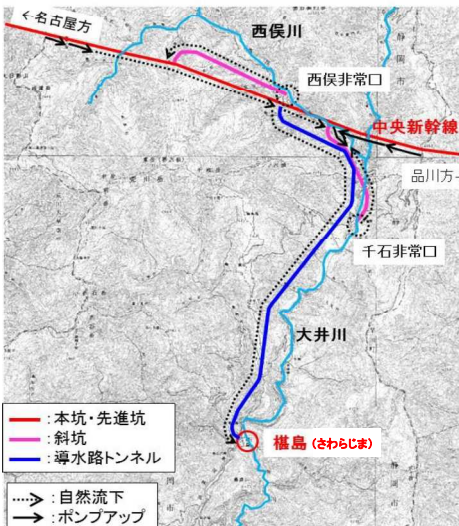 ←名古屋方
西俣川
静岡市
西俣非常口
中央新幹線
品川方→
千石非常口
大井川
椹島 (さわらじま)
:本坑・先進坑
:斜坑
:導水路トンネル
:自然流下
:ポンプアップ